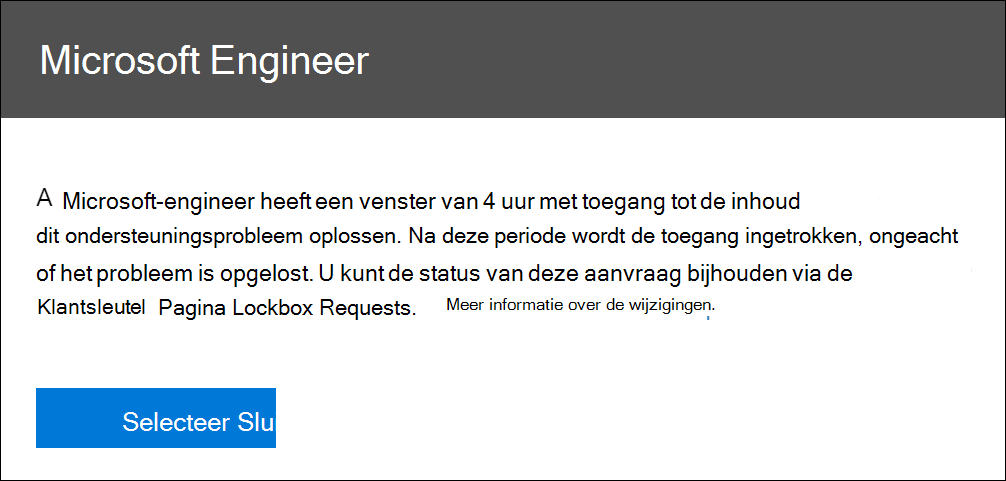 Microsoft Engineer
A Microsoft-engineer heeft een venster van 4 uur met toegang tot de inhoud
dit ondersteuningsprobleem oplossen. Na deze periode wordt de toegang ingetrokken, ongeacht
of het probleem is opgelost. U kunt de status van deze aanvraag bijhouden via de
Klantsleutel Pagina Lockbox Requests. Meer informatie over de wijzigingen.
Selecteer